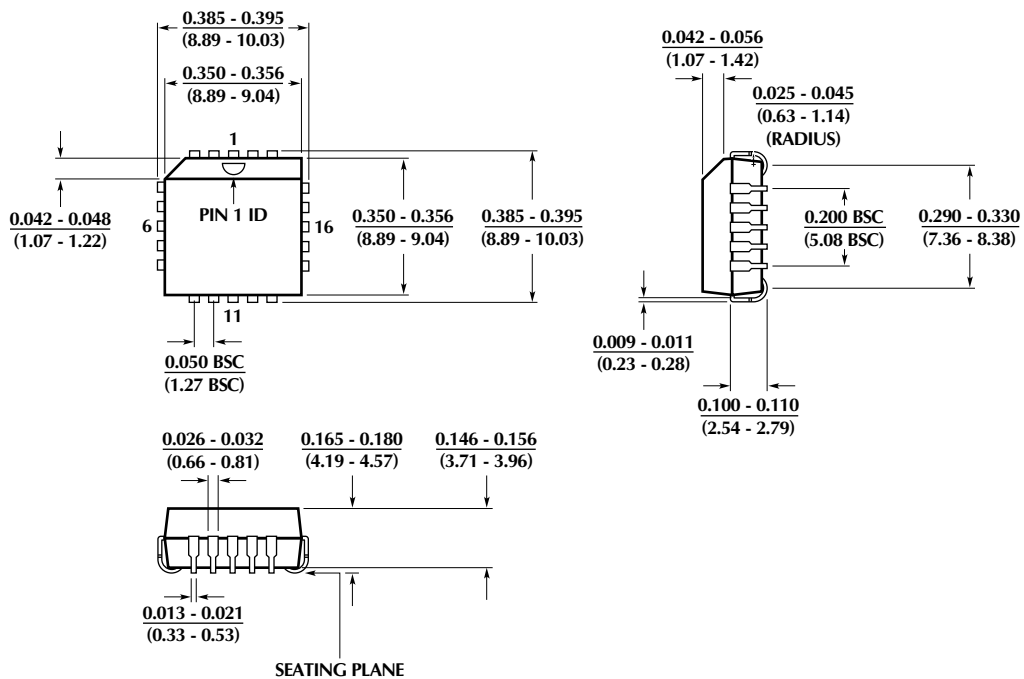 0.385 - 0.395
(8.89 - 10.03)
0.350 - 0.356
(8.89 - 9.04)
1
PIN 1 ID
6
16
11
0.042 - 0.048
(1.07 - 1.22)
0.350 - 0.356
(8.89 - 9.04)
0.385 - 0.395
(8.89 - 10.03)
0.050 BSC
(1.27 BSC)
0.042 - 0.056
(1.07 - 1.42)
0.025 - 0.045
(0.63 - 1.14)
(RADIUS)
0.200 BSC
(5.08 BSC)
0.290 - 0.330
(7.36 - 8.38)
0.009 - 0.011
(0.23 - 0.28)
0.100 - 0.110
(2.54 - 2.79)
0.026 - 0.032
(0.66 - 0.81)
0.165 - 0.180
(4.19 - 4.57)
0.146 - 0.156
(3.71 - 3.96)
0.013 - 0.021
(0.33 - 0.53)
SEATING PLANE